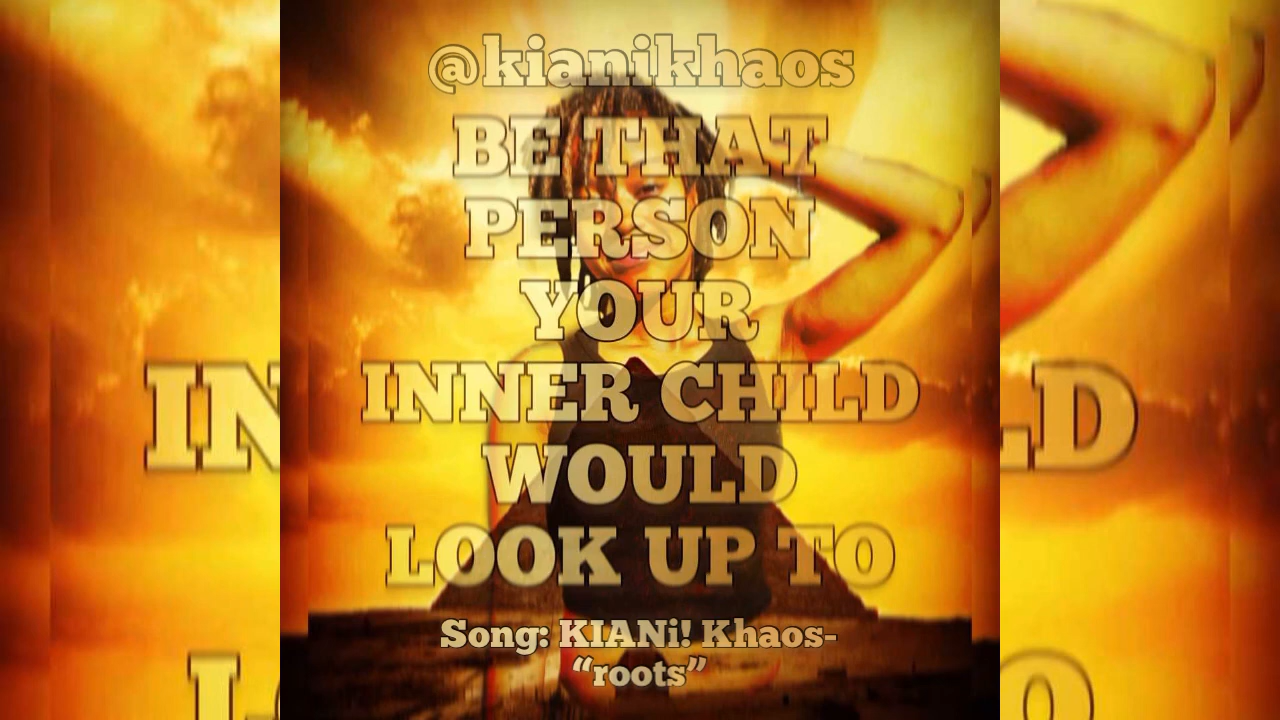 @kianikhaos
BE THAT
PERSON
YOUR
INNER CHILD
WOULD
LOOK UP TO
Song: KIANi! Khaos-
“roots”